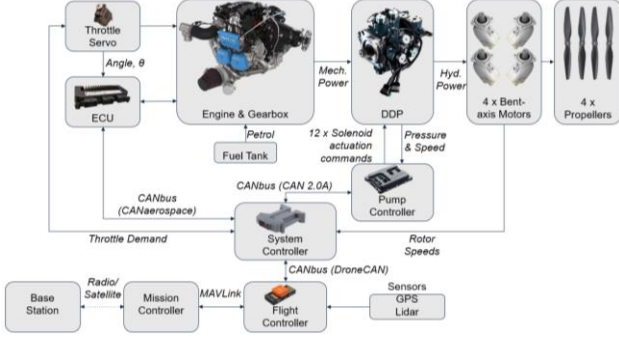 Throttle
Servo
Angle, θ
ECU
Engine & Gearbox
Mech.
Power
DDP
Hyd.
Power
4 x Bent-
axis Motors
4 x
Propellers
Petrol
Fuel Tank
12 x Solenoid
actuation
commands
Pressure
& Speed
CANbus (CAN 2.0A)
Pump
Controller
CANbus
(CANaerospace)
System
Controller
Throttle Demand
Rotor
Speeds
CANbus (DroneCAN)
Base
Station
Radio/
Satellite
Mission
Controller
MAVLink
Flight
Controller
Sensors
GPS
Lidar